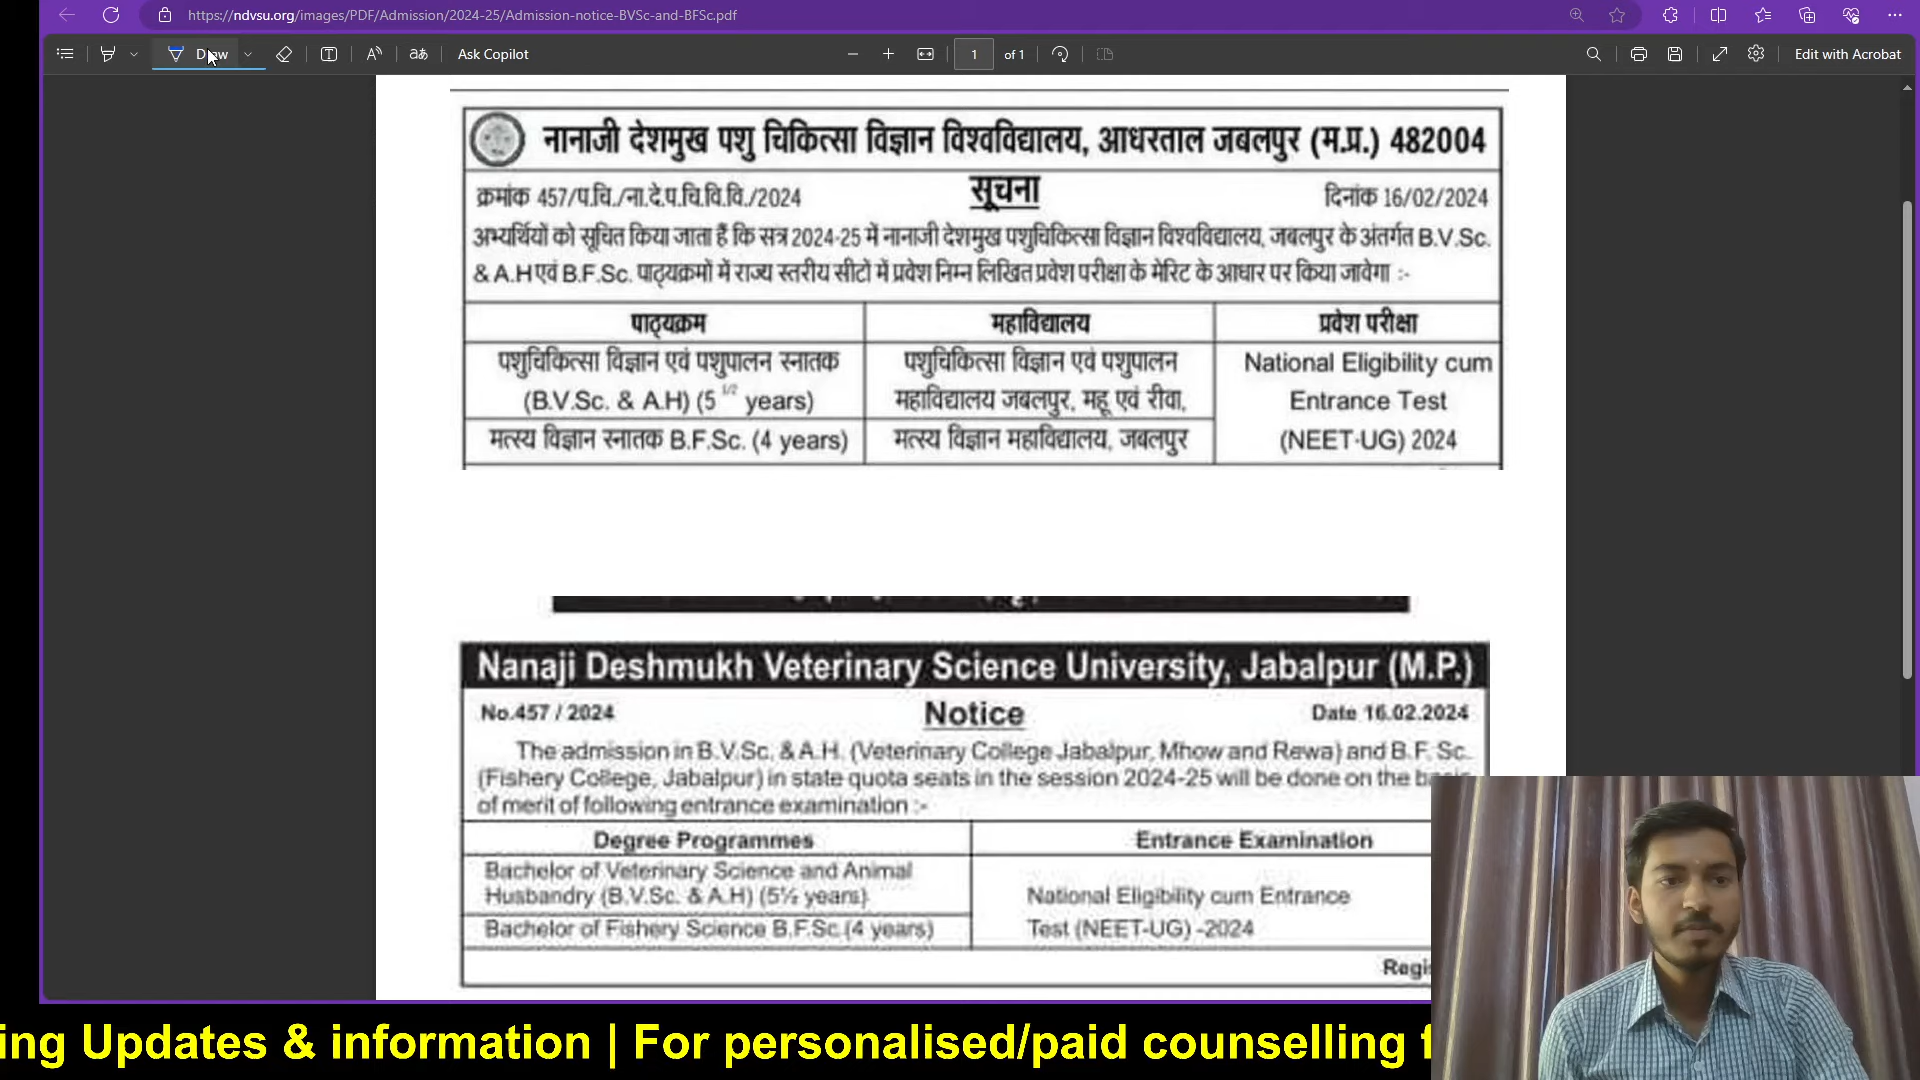 https://ndvsu.org/images/PDF/Admission/2024-25/Admission-notice-BVSc-and-BFSc.pdf
Draw
Ask Copilot
1 of 1
Edit with Acrobat
नानाजी देशमुख पशु चिकित्सा विज्ञान विश्वविद्यालय, आधरताल जबलपुर (म.प्र.) 482004
क्रमांक 457/प.चि./ना.दे.प.चि.वि.वि./2024 सूचना दिनांक 16/02/2024
अभ्यर्थियों को सूचित किया जाता हैं कि सत्र 2024-25 में नानाजी देशमुख पशुचिकित्सा विज्ञान विश्वविद्यालय, जबलपुर के अंतर्गत B.V.Sc.
& A.H एवं B.F.Sc. पाठ्यक्रमों में राज्य स्तरीय सीटों में प्रवेश निम्न लिखित प्रवेश परीक्षा के मेरिट के आधार पर किया जावेगा :-
पाठ्यक्रम महाविद्यालय प्रवेश परीक्षा
पशुचिकित्सा विज्ञान एवं पशुपालन स्नातक पशुचिकित्सा विज्ञान एवं पशुपालन National Eligibility cum
(B.V.Sc. & A.H) (5 1/2 years) महाविद्यालय जबलपुर, महू एवं रीवा, Entrance Test
मत्स्य विज्ञान स्नातक B.F.Sc. (4 years) मत्स्य विज्ञान महाविद्यालय, जबलपुर (NEET-UG) 2024
Nanaji Deshmukh Veterinary Science University, Jabalpur (M.P.)
No.457 / 2024 Notice Date 16.02.2024
The admission in B.V.Sc. & A.H. (Veterinary College Jabalpur, Mhow and Rewa) and B.F. Sc.
(Fishery College, Jabalpur) in state quota seats in the session 2024-25 will be done on the
of merit of following entrance examination :-
Degree Programmes Entrance Examination
Bachelor of Veterinary Science and Animal
Husbandry (B.V.Sc. & A.H) (5½ years) National Eligibility cum Entrance
Bachelor of Fishery Science B.F.Sc.(4 years) Test (NEET-UG) -2024
ing Updates & information | For personalised/paid counselling